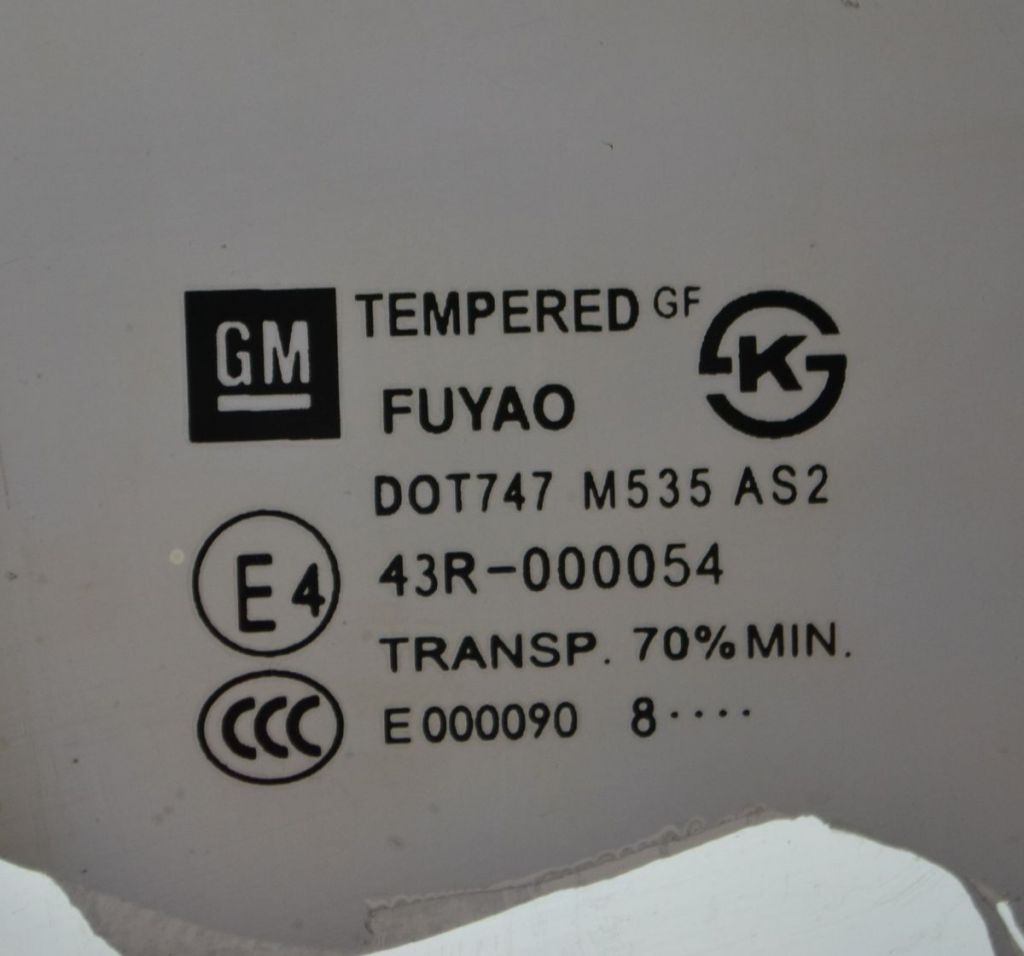 GM TEMPERED GF K
FUYAO
DOT747 M535 AS2
E4 43R-000054
TRANSP. 70% MIN.
CCC E000090 8····